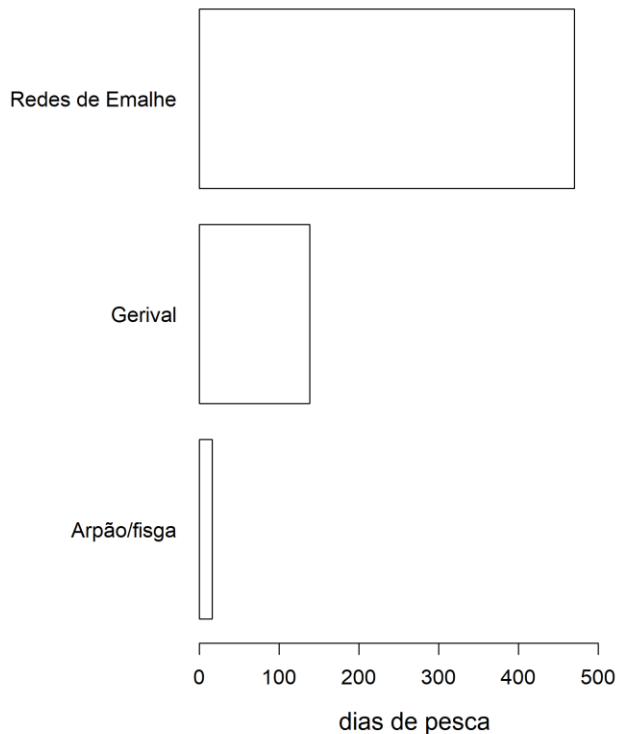 Redes de Emalhe
Gerival
Arpão/fisga
0 100 200 300 400 500
dias de pesca